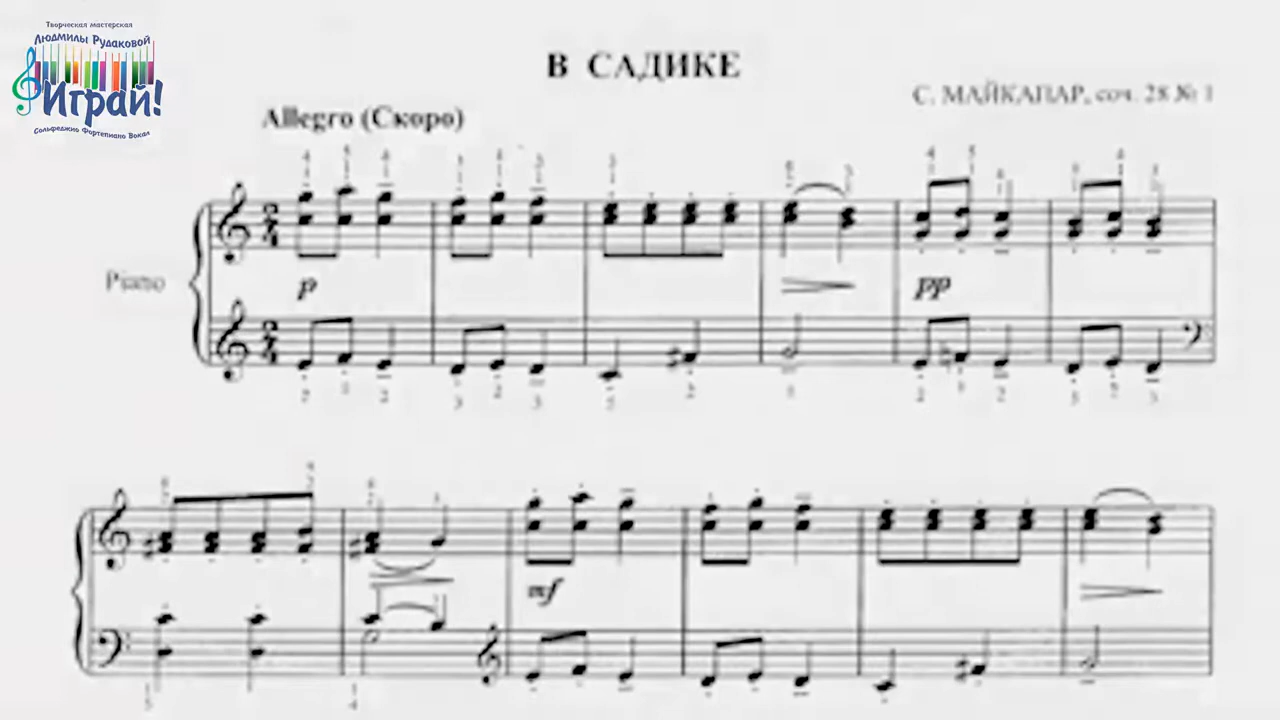 Творческая мастерская
Людмилы Рудаковой
Играй!
Сольфеджио Фортепиано Вокал
В САДИКЕ
С. МАЙКАПАР, соч. 28 № 1
Allegro (Скоро)
Piano
p
pp
mf